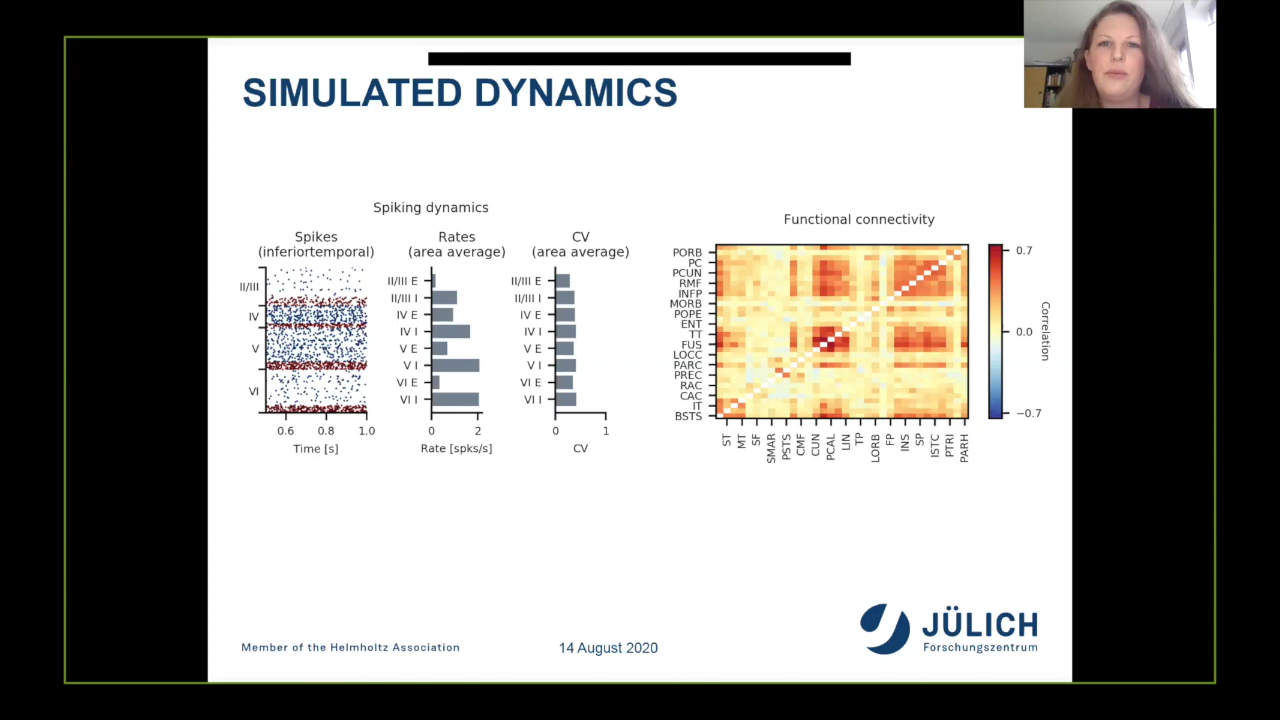 SIMULATED DYNAMICS
Spiking dynamics
Spikes
(inferiortemporal)
II/III
IV
V
VI
0.6 0.8 1.0
Time [s]
Rates
(area average)
II/III E
II/III I
IV E
IV I
V E
V I
VI E
VI I
0 2
Rate [spks/s]
CV
(area average)
II/III E
II/III I
IV E
IV I
V E
V I
VI E
VI I
0 1
CV
Functional connectivity
PORB
PC
PCUN
RMF
INFP
MORB
POPE
ENT
TT
FUS
LOCC
PARC
PREC
RAC
CAC
IT
BSTS
ST MT SF SMAR PSTS CMF CUN PCAL LIN TP LORB FP INS SP ISTC PTRI PARH
0.7
0.0
−0.7
Correlation
Member of the Helmholtz Association
14 August 2020
JÜLICH
Forschungszentrum